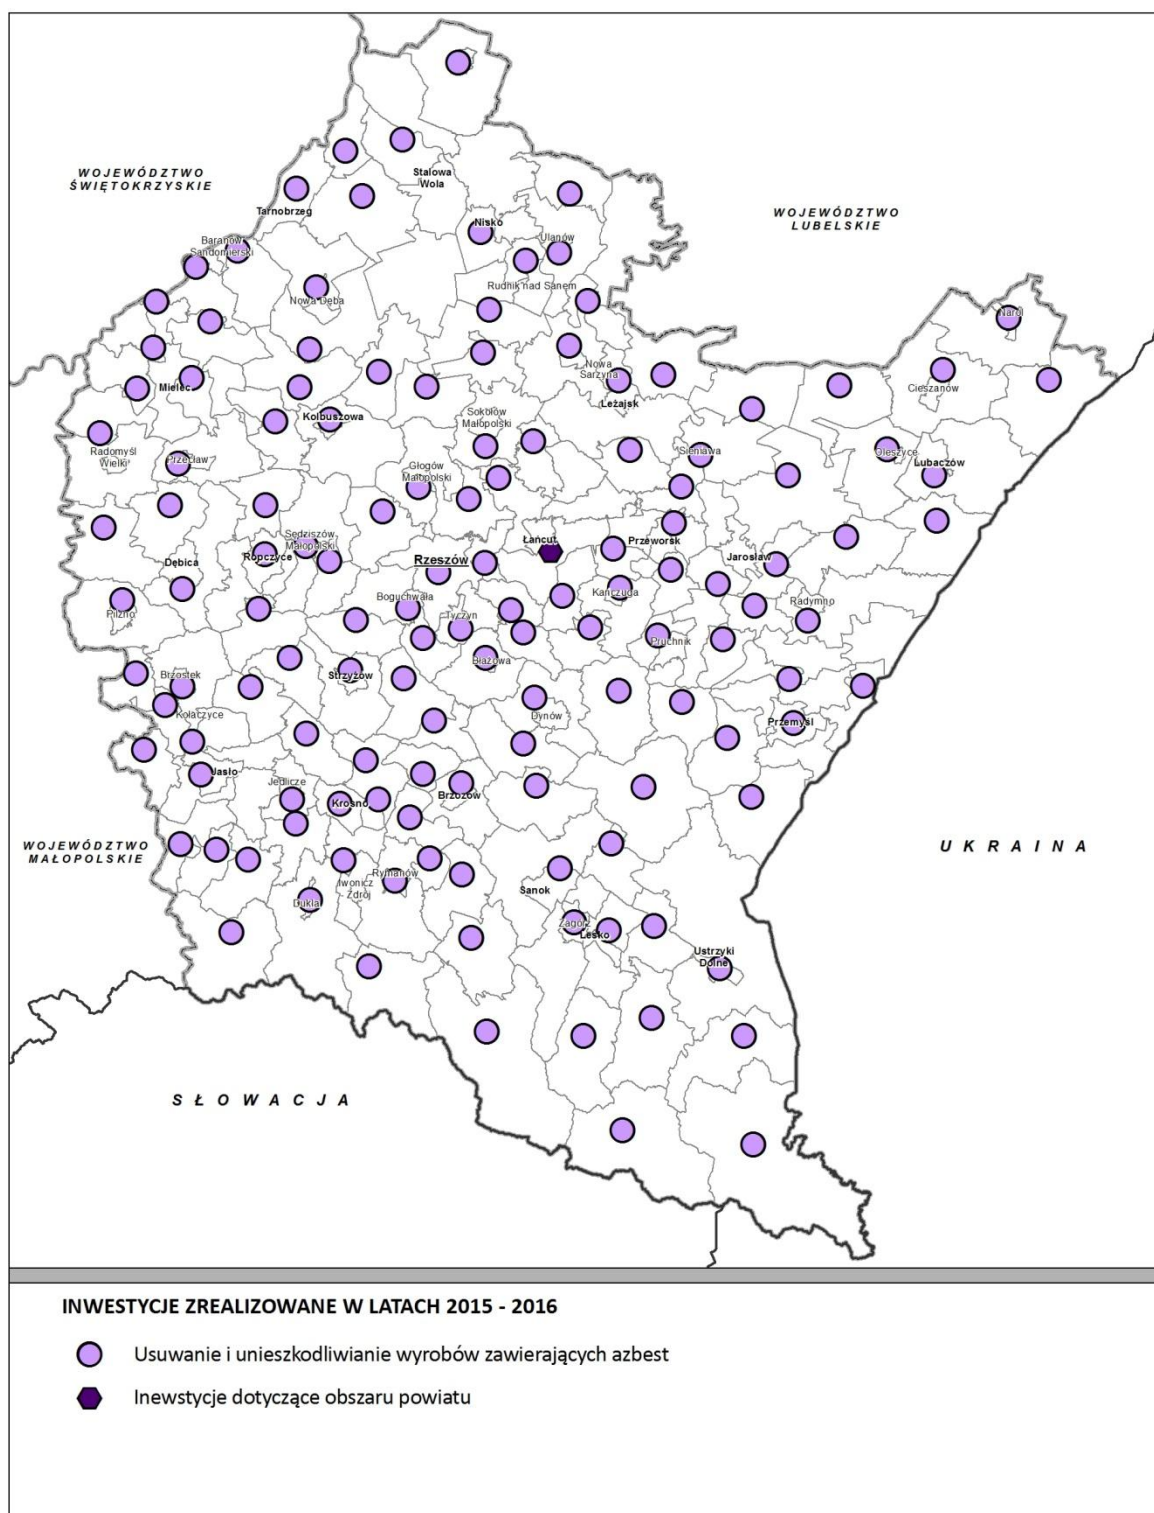 WOJEWÓDZTWO
ŚWIĘTOKRZYSKIE
Stalowa
Wola
Tarnobrzeg
WOJEWÓDZTWO
LUBELSKIE
Nisko
Baranów
Sandomierski
Ulanów
Rudnik nad Sanem
Nowa Dęba
Narol
Nowa
Sarzyna
Cieszanów
Mielec
Leżajsk
Kolbuszowa
Sokołów
Małopolski
Radomyśl
Wielki
Przecław
Sieniawa
Oleszyce
Lubaczów
Głogów
Małopolski
Sędziszów
Małopolski
Łańcut
Przeworsk
Ropczyce
Rzeszów
Jarosław
Dębica
Kańczuga
Boguchwała
Radymno
Pilzno
Tyczyn
Pruchnik
Błażowa
Brzostek
Strzyżów
Kołaczyce
Dynów
Przemyśl
Jasło
Jedlicze
Krosno
Brzozów
WOJEWÓDZTWO
MAŁOPOLSKIE
UKRAINA
Rymanów
Iwonicz
Zdrój
Sanok
Dukla
Zagórz
Lesko
Ustrzyki
Dolne
SŁOWACJA
INWESTYCJE ZREALIZOWANE W LATACH 2015 - 2016
Usuwanie i unieszkodliwianie wyrobów zawierających azbest
Inewstycje dotyczące obszaru powiatu